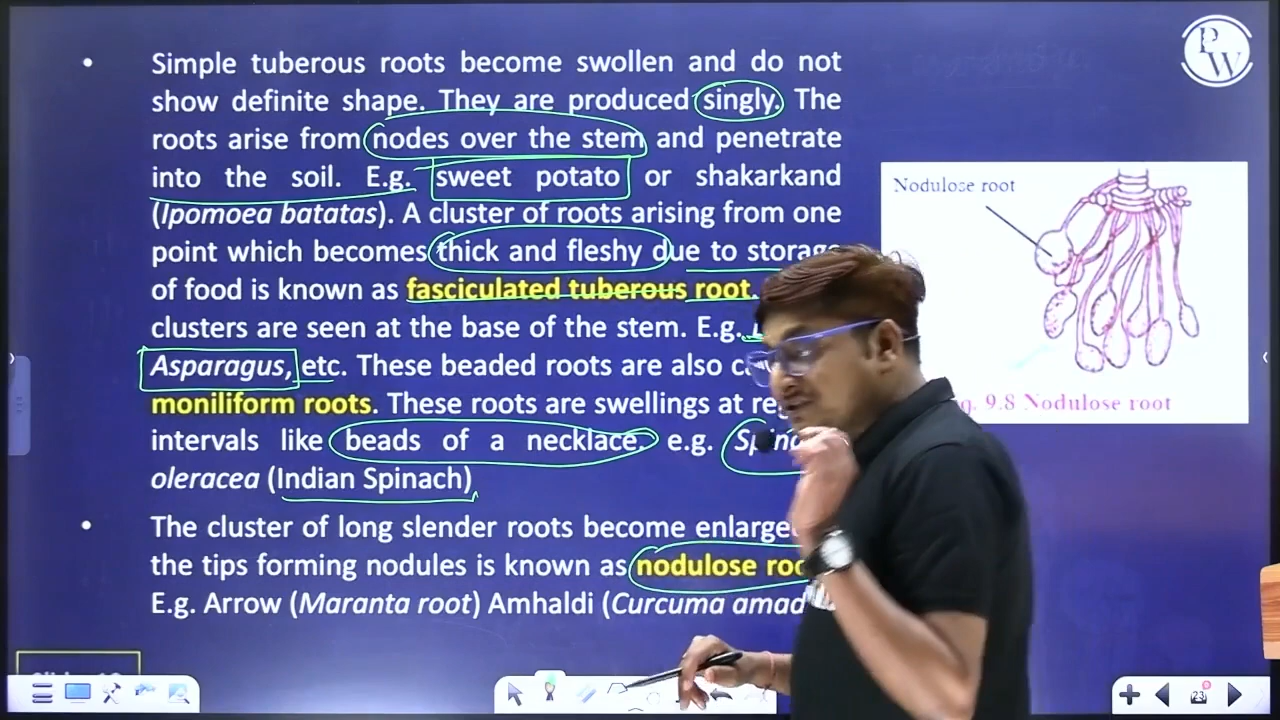 Simple tuberous roots become swollen and do not
show definite shape. They are produced singly. The
roots arise from nodes over the stem and penetrate
into the soil. E.g. sweet potato or shakarkand
(Ipomoea batatas). A cluster of roots arising from one
point which becomes thick and fleshy due to storage
of food is known as fasciculated tuberous root.
clusters are seen at the base of the stem. E.g.
Asparagus, etc. These beaded roots are also
moniliform roots. These roots are swellings at
intervals like beads of a necklace. e.g.
oleracea (Indian Spinach)
The cluster of long slender roots become
the tips forming nodules is known as nodulose
E.g. Arrow (Maranta root) Amhaldi (Curcuma
PW
Nodulose root
9.8 Nodulose root
23